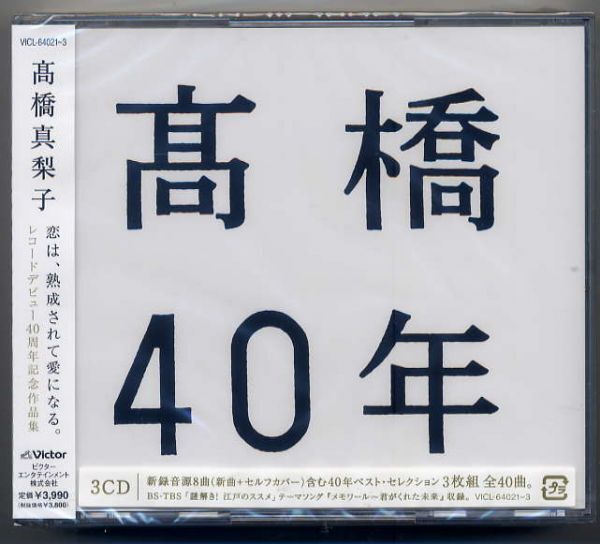 VICL-64021~3
髙橋真梨子
恋は、熟成されて愛になる。
レコードデビュー40周年記念作品集
Victor
ビクター
エンタテインメント
株式会社
定価¥3,990
(税抜価格¥3,800)
髙橋
40年
3CD
新録音源8曲(新曲+セルフカバー)含む40年ベスト・セレクション3枚組 全40曲。
BS-TBS「謎解き!江戸のススメ」テーマソング「メモワール~君がくれた未来」収録。 VICL-64021~3
プラ